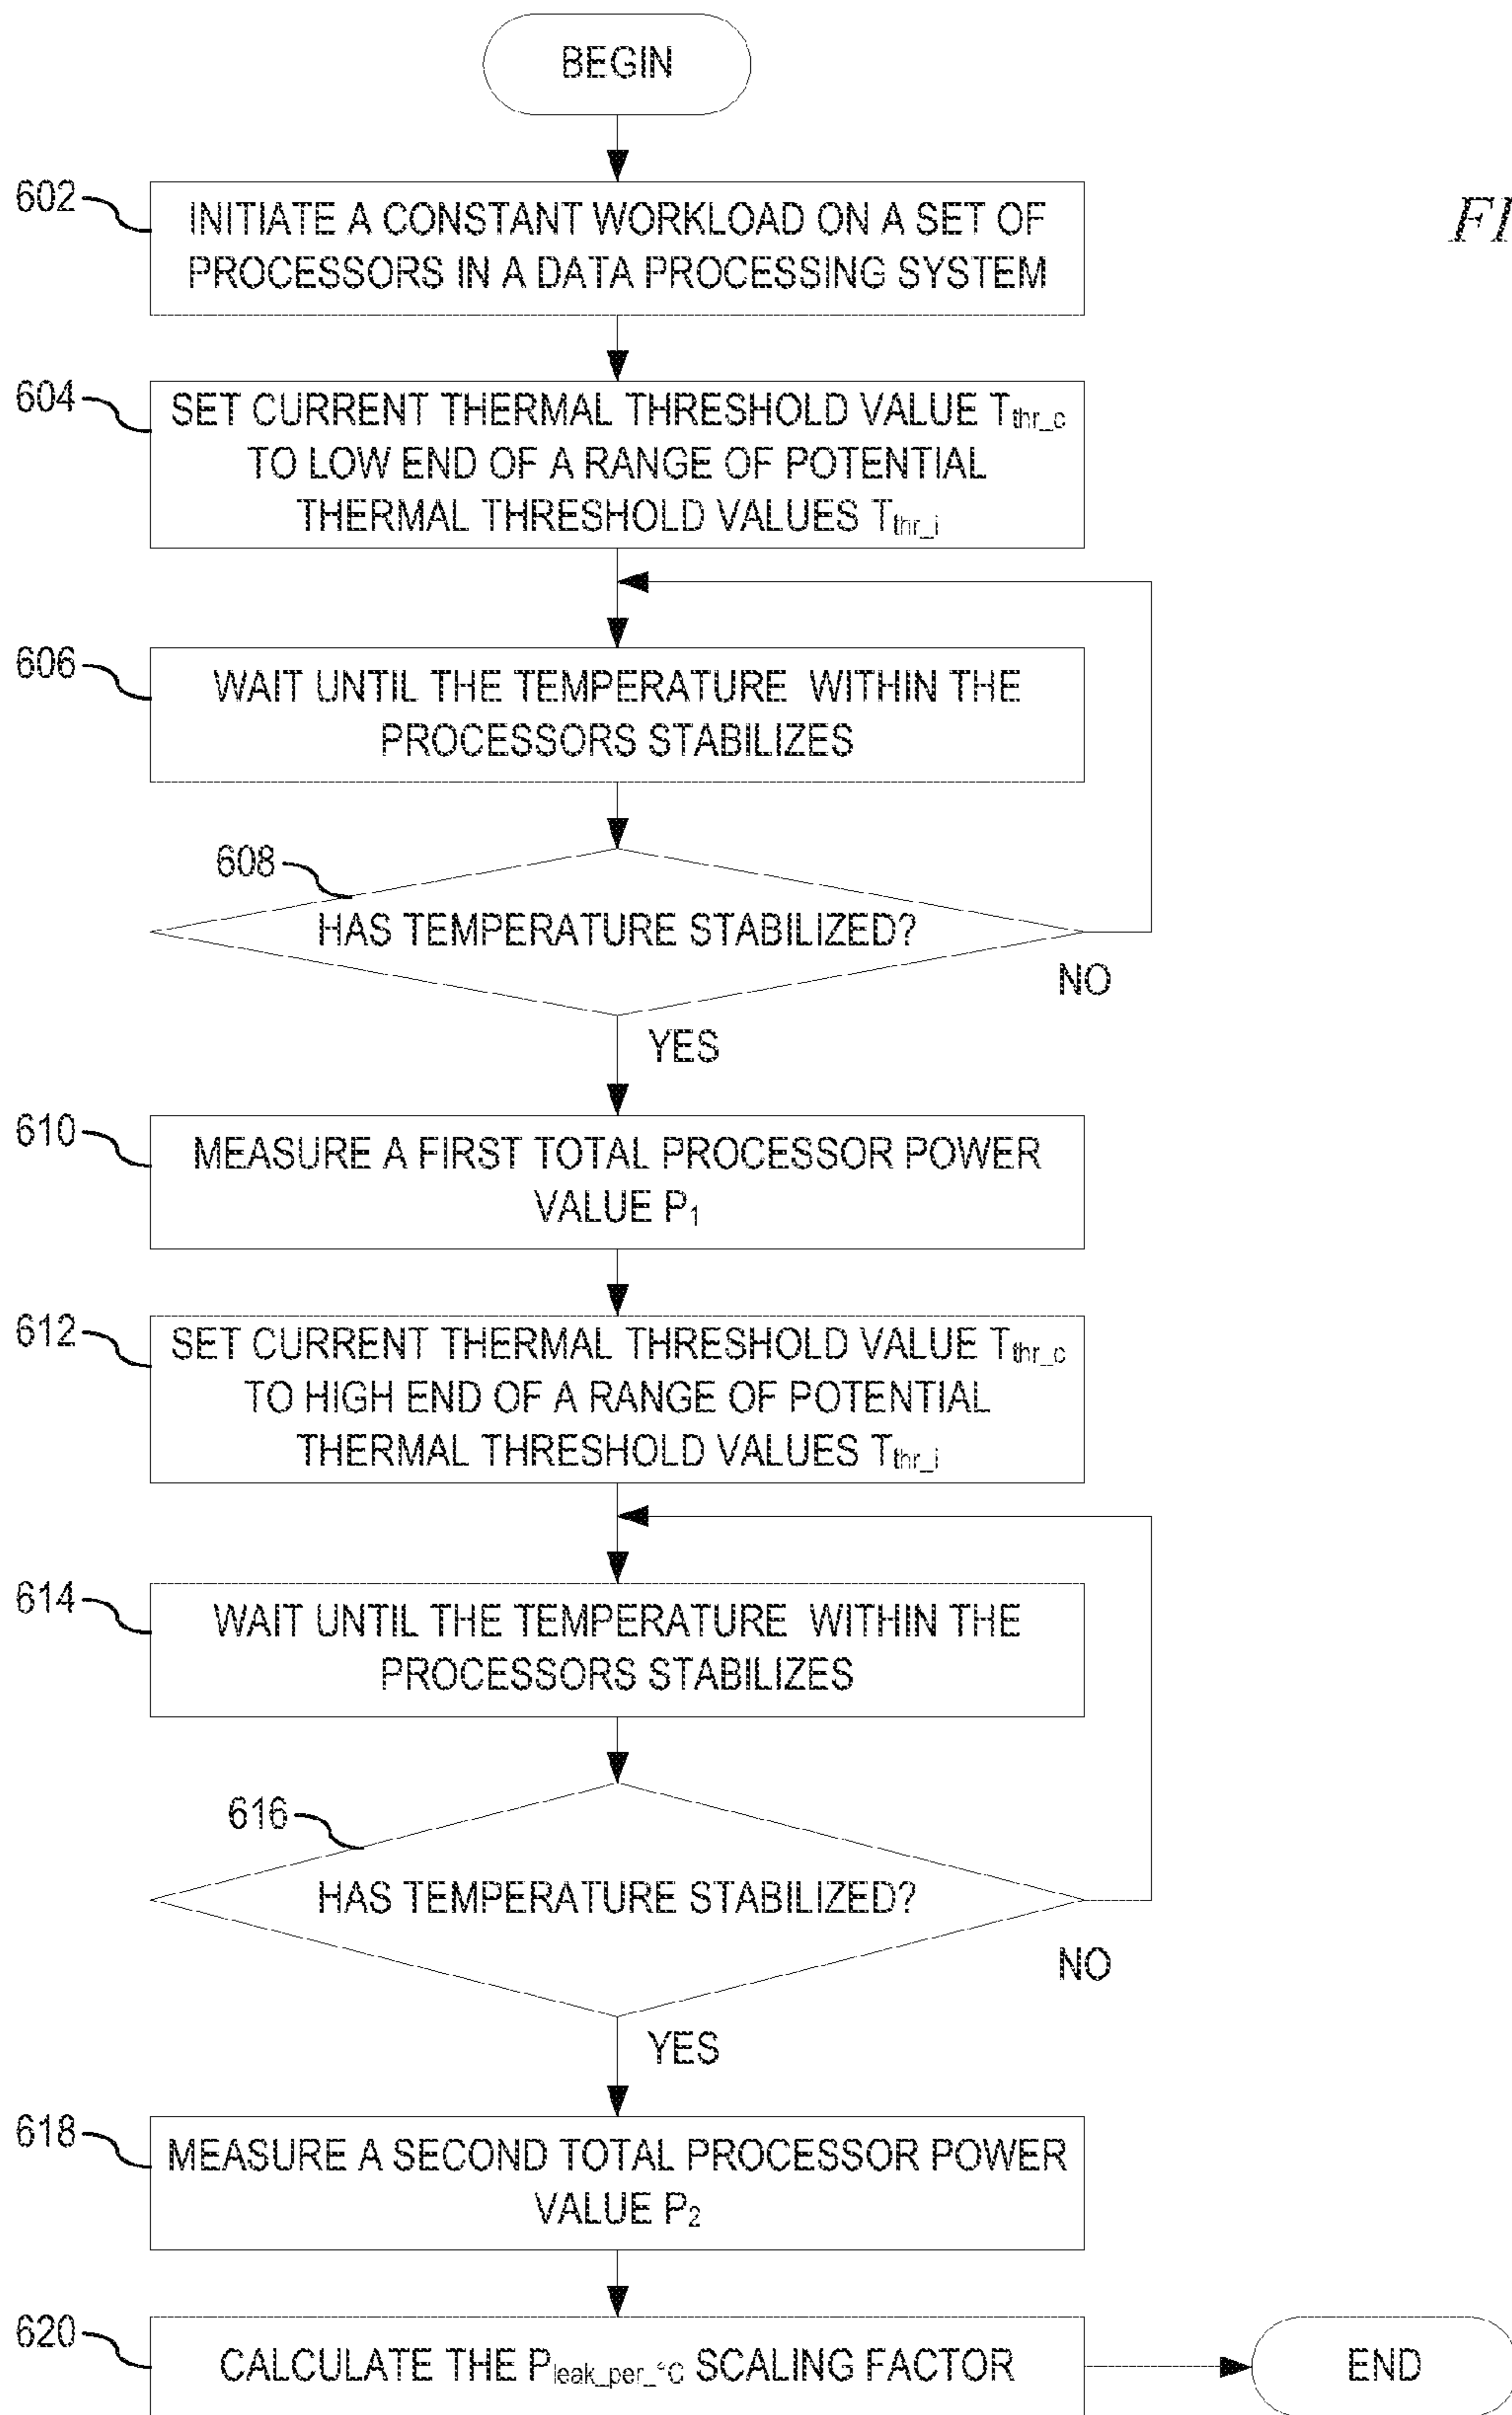 BEGIN
FI
602
INITIATE A CONSTANT WORKLOAD ON A SET OF
PROCESSORS IN A DATA PROCESSING SYSTEM
604
SET CURRENT THERMAL THRESHOLD VALUE Tthr_c
TO LOW END OF A RANGE OF POTENTIAL
THERMAL THRESHOLD VALUES Tthr_i
606
WAIT UNTIL THE TEMPERATURE WITHIN THE
PROCESSORS STABILIZES
608
HAS TEMPERATURE STABILIZED?
NO
YES
610
MEASURE A FIRST TOTAL PROCESSOR POWER
VALUE P1
612
SET CURRENT THERMAL THRESHOLD VALUE Tthr_c
TO HIGH END OF A RANGE OF POTENTIAL
THERMAL THRESHOLD VALUES Tthr_i
614
WAIT UNTIL THE TEMPERATURE WITHIN THE
PROCESSORS STABILIZES
616
HAS TEMPERATURE STABILIZED?
NO
YES
618
MEASURE A SECOND TOTAL PROCESSOR POWER
VALUE P2
620
CALCULATE THE Pleak_per_°C SCALING FACTOR
END